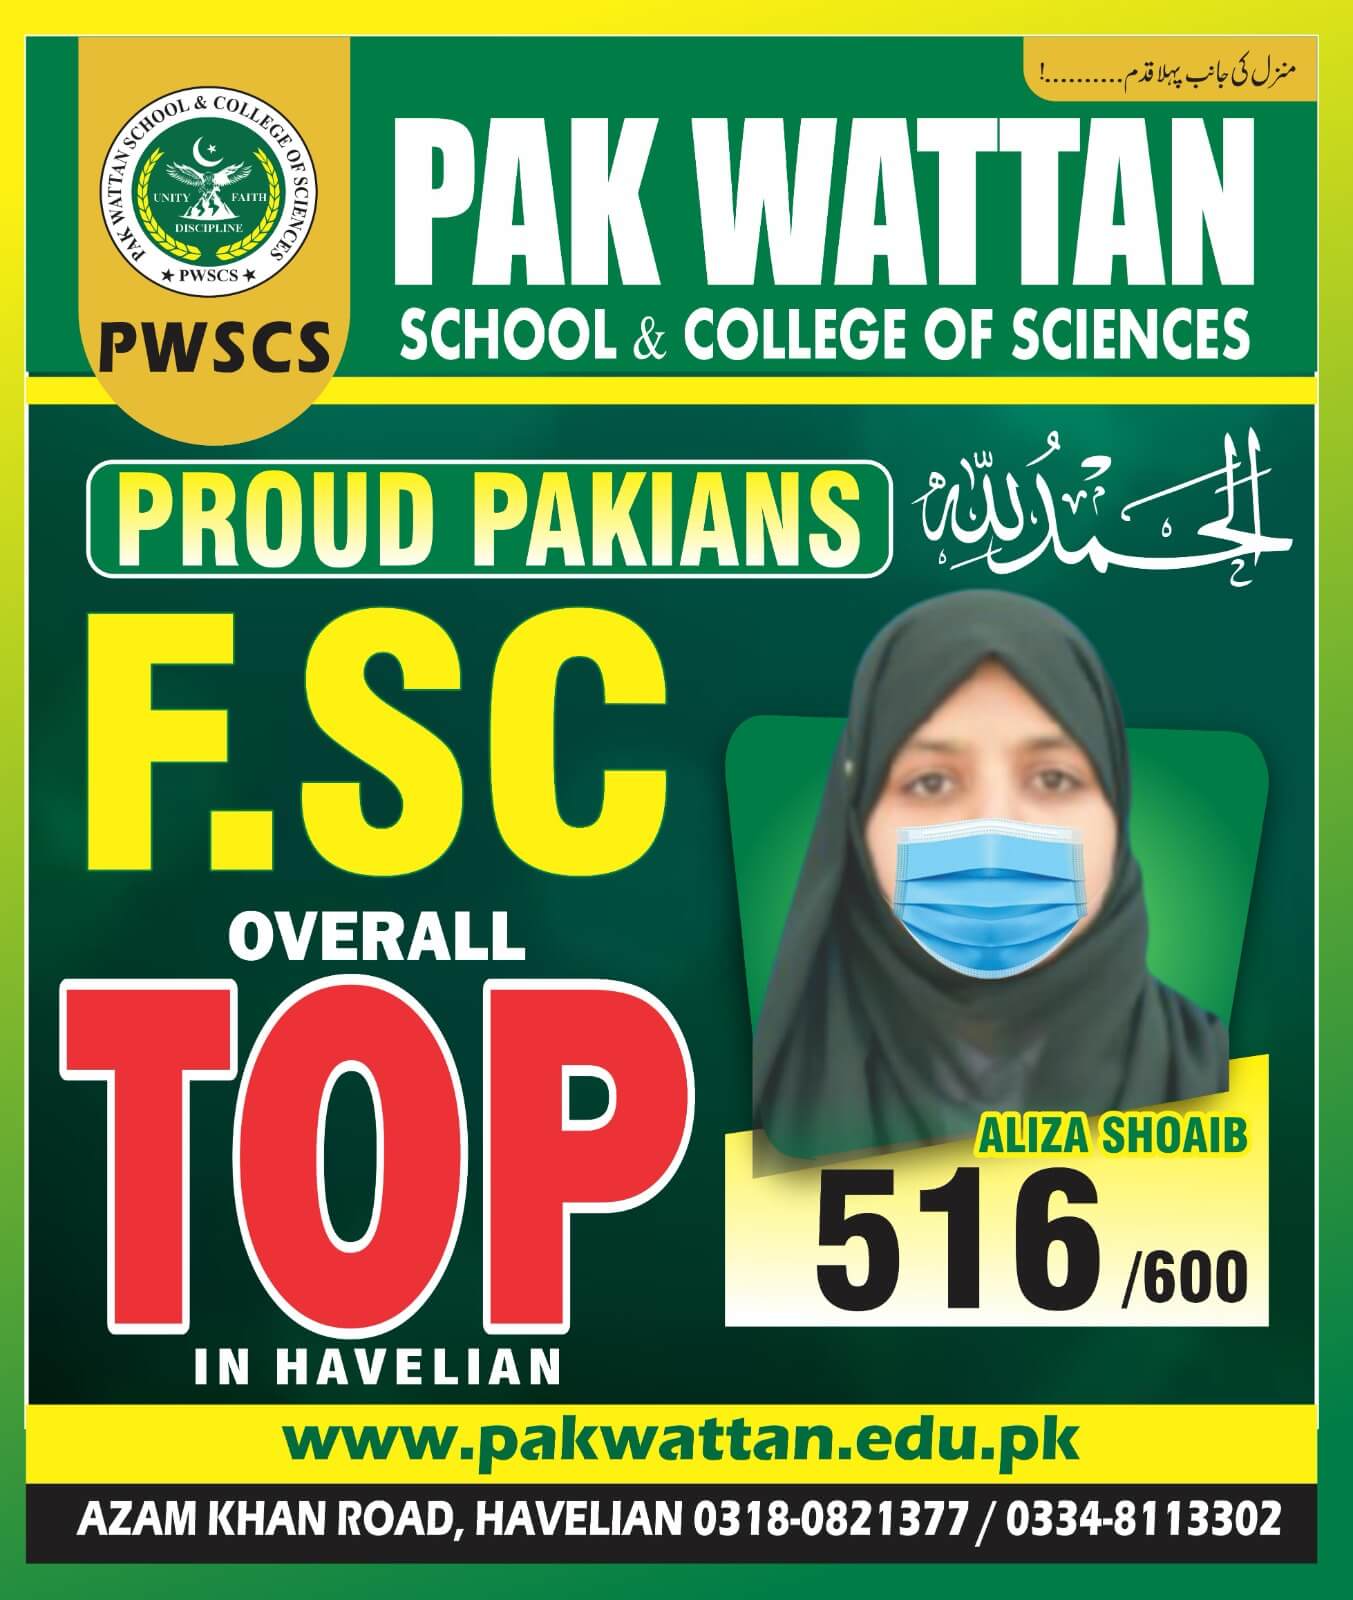 منزل کی جانب پہلا قدم..........!
PAK WATTAN SCHOOL & COLLEGE OF SCIENCES
UNITY FAITH
DISCIPLINE
★ PWSCS ★
PWSCS
PAK WATTAN
SCHOOL & COLLEGE OF SCIENCES
PROUD PAKIANS
الحمدُللّٰہ
F.SC
OVERALL
TOP
IN HAVELIAN
ALIZA SHOAIB
516 /600
www.pakwattan.edu.pk
AZAM KHAN ROAD, HAVELIAN 0318-0821377 / 0334-8113302